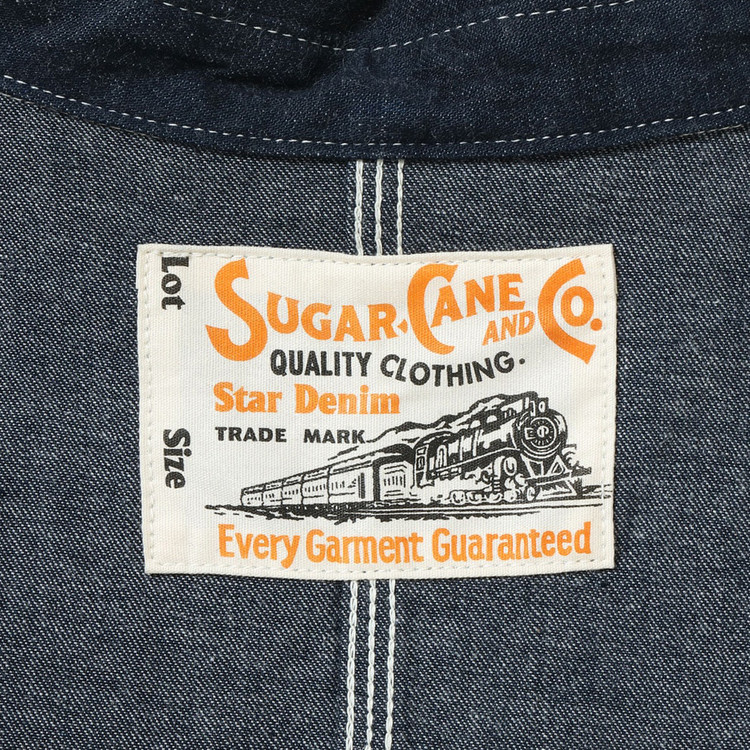 Lot
Size
SUGAR CANE AND CO.
QUALITY CLOTHING.
Star Denim
TRADE MARK
Every Garment Guaranteed